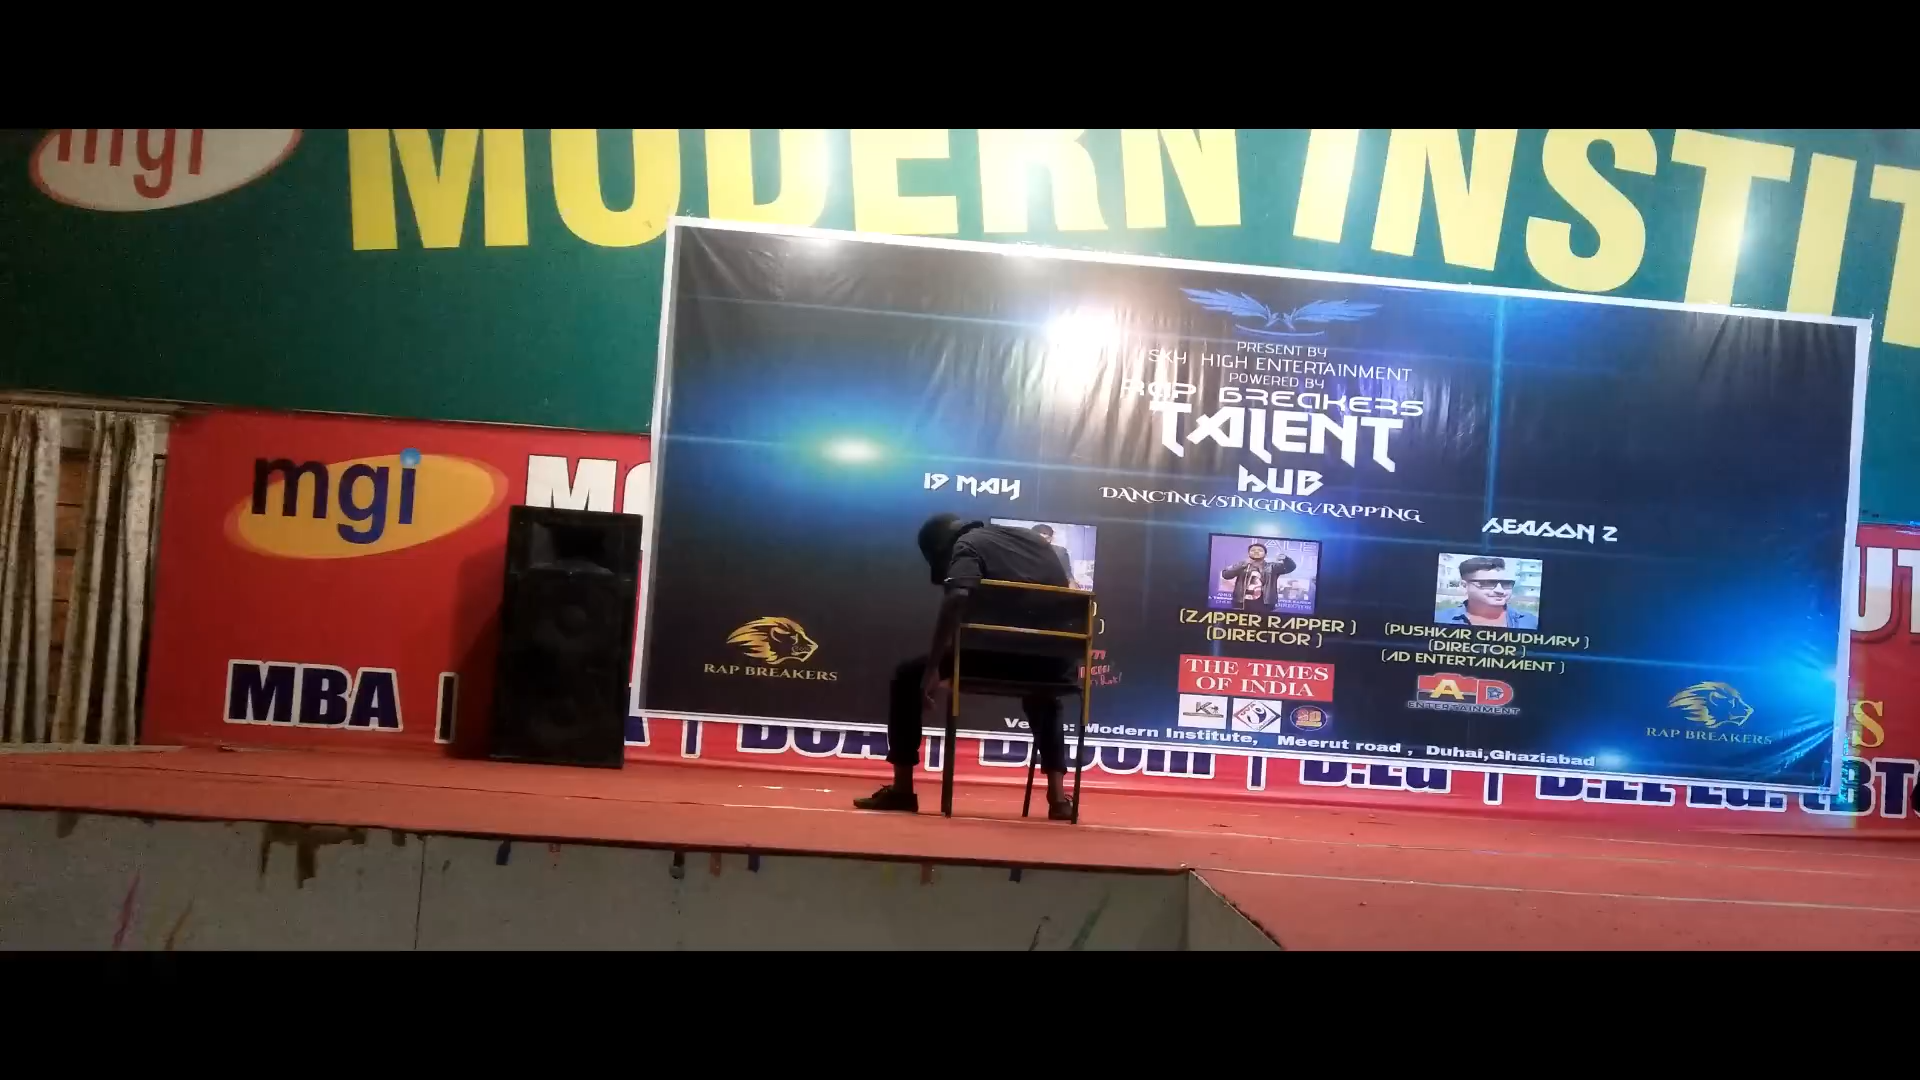 mgi
MODERN
PRESENT BY
SKY HIGH ENTERTAINMENT
POWERED BY
RAP BREAKERS
TALENT
HUB
DANCING/SINGING/RAPPING
19 MAY
SEASON 2
mgi
(ZAPPER RAPPER)
(DIRECTOR)
(PUSHKAR CHAUDHARY)
(DIRECTOR)
(AD ENTERTAINMENT)
THE TIMES
OF INDIA
AD
ENTERTAINMENT
RAP BREAKERS
RAP BREAKERS
Modern Institute, Meerut road , Duhai,Ghaziabad
MBA |